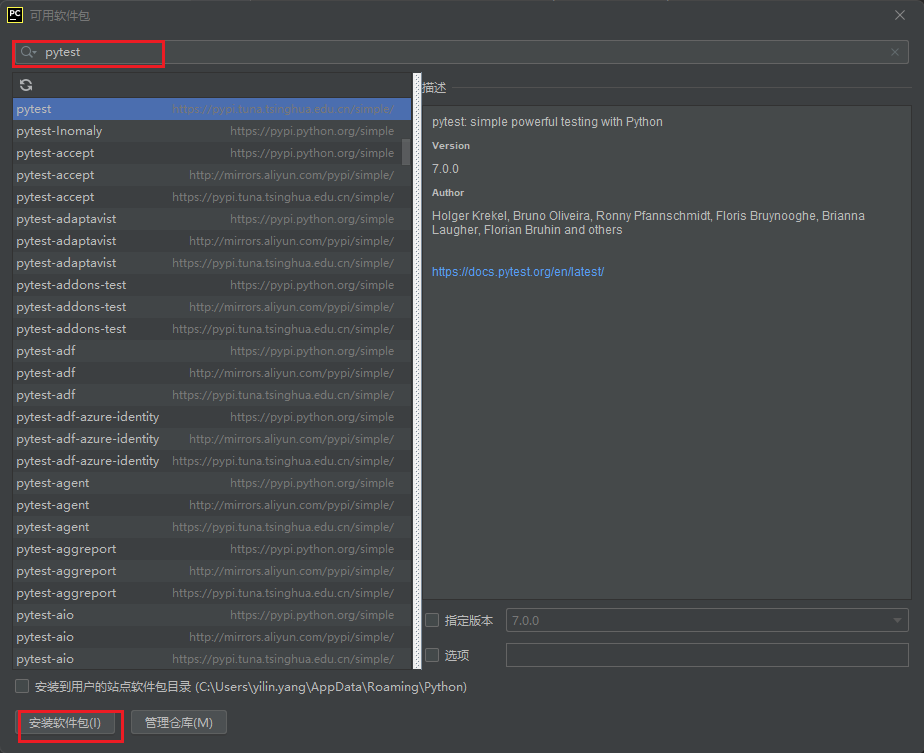 PC 可用软件包
pytest
描述
pytest https://pypi.tuna.tsinghua.edu.cn/simple/
pytest-Inomaly https://pypi.python.org/simple
pytest-accept https://pypi.python.org/simple
pytest-accept http://mirrors.aliyun.com/pypi/simple/
pytest-accept https://pypi.tuna.tsinghua.edu.cn/simple/
pytest-adaptavist https://pypi.python.org/simple
pytest-adaptavist http://mirrors.aliyun.com/pypi/simple/
pytest-adaptavist https://pypi.tuna.tsinghua.edu.cn/simple/
pytest-addons-test https://pypi.python.org/simple
pytest-addons-test http://mirrors.aliyun.com/pypi/simple/
pytest-addons-test https://pypi.tuna.tsinghua.edu.cn/simple/
pytest-adf https://pypi.python.org/simple
pytest-adf http://mirrors.aliyun.com/pypi/simple/
pytest-adf https://pypi.tuna.tsinghua.edu.cn/simple/
pytest-adf-azure-identity https://pypi.python.org/simple
pytest-adf-azure-identity http://mirrors.aliyun.com/pypi/simple/
pytest-adf-azure-identity https://pypi.tuna.tsinghua.edu.cn/simple/
pytest-agent https://pypi.python.org/simple
pytest-agent http://mirrors.aliyun.com/pypi/simple/
pytest-agent https://pypi.tuna.tsinghua.edu.cn/simple/
pytest-aggreport https://pypi.python.org/simple
pytest-aggreport http://mirrors.aliyun.com/pypi/simple/
pytest-aggreport https://pypi.tuna.tsinghua.edu.cn/simple/
pytest-aio https://pypi.python.org/simple
pytest-aio http://mirrors.aliyun.com/pypi/simple/
pytest-aio https://pypi.tuna.tsinghua.edu.cn/simple/
pytest: simple powerful testing with Python
Version
7.0.0
Author
Holger Krekel, Bruno Oliveira, Ronny Pfannschmidt, Floris Bruynooghe, Brianna
Laugher, Florian Bruhin and others
https://docs.pytest.org/en/latest/
指定版本 7.0.0
选项
安装到用户的站点软件包目录 (C:\Users\yilin.yang\AppData\Roaming\Python)
安装软件包(I) 管理仓库(M)